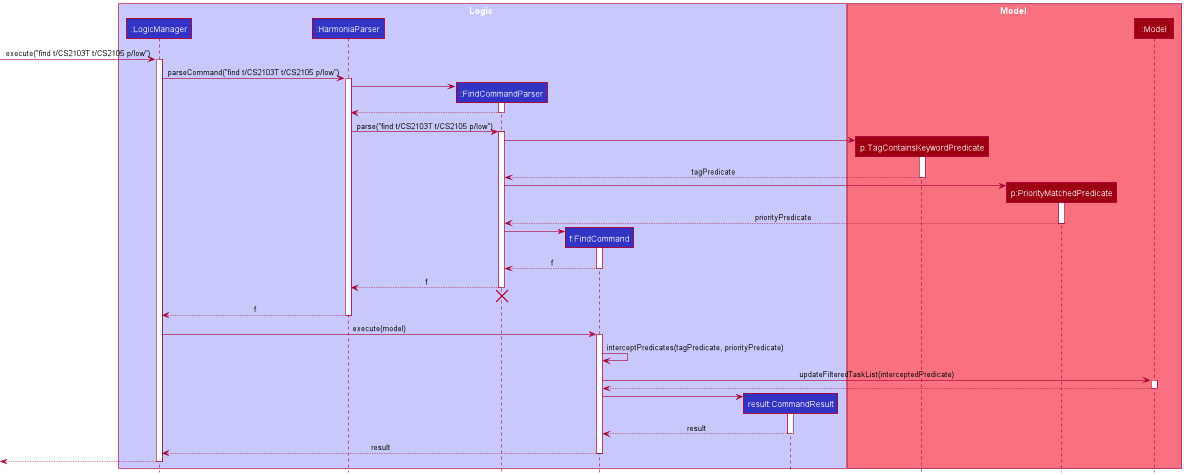 Logic
Model
:LogicManager
:HarmoniaParser
:Model
execute("find t/CS2103T t/CS2105 p/low")
parseCommand("find t/CS2103T t/CS2105 p/low")
:FindCommandParser
parse("find t/CS2103T t/CS2105 p/low")
p:TagContainsKeywordPredicate
tagPredicate
p:PriorityMatchedPredicate
priorityPredicate
f:FindCommand
f
f
f
execute(model)
interceptPredicates(tagPredicate, priorityPredicate)
updateFilteredTaskList(interceptedPredicate)
result:CommandResult
result
result